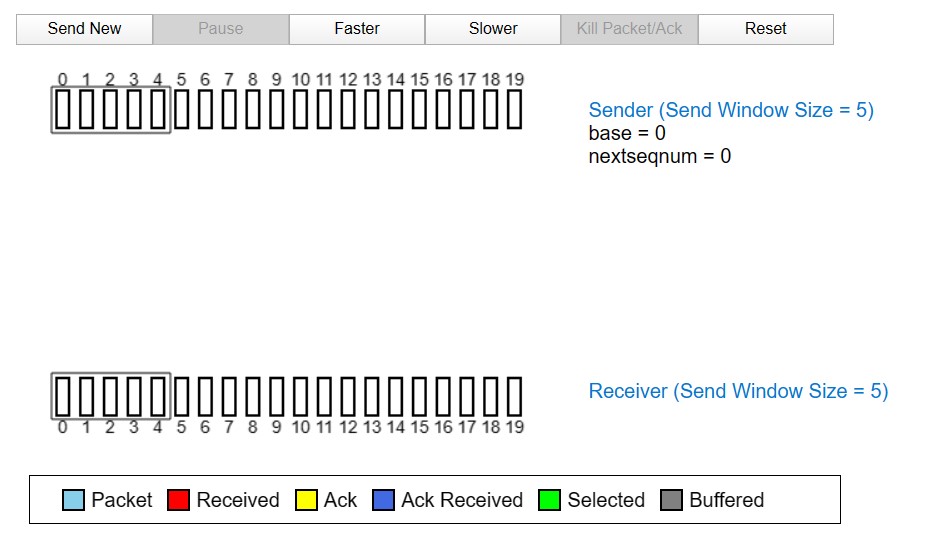 Send New Pause Faster Slower Kill Packet/Ack Reset
0 1 2 3 4 5 6 7 8 9 10 11 12 13 14 15 16 17 18 19
Sender (Send Window Size = 5)
base = 0
nextseqnum = 0
Receiver (Send Window Size = 5)
0 1 2 3 4 5 6 7 8 9 10 11 12 13 14 15 16 17 18 19
Packet Received Ack Ack Received Selected Buffered